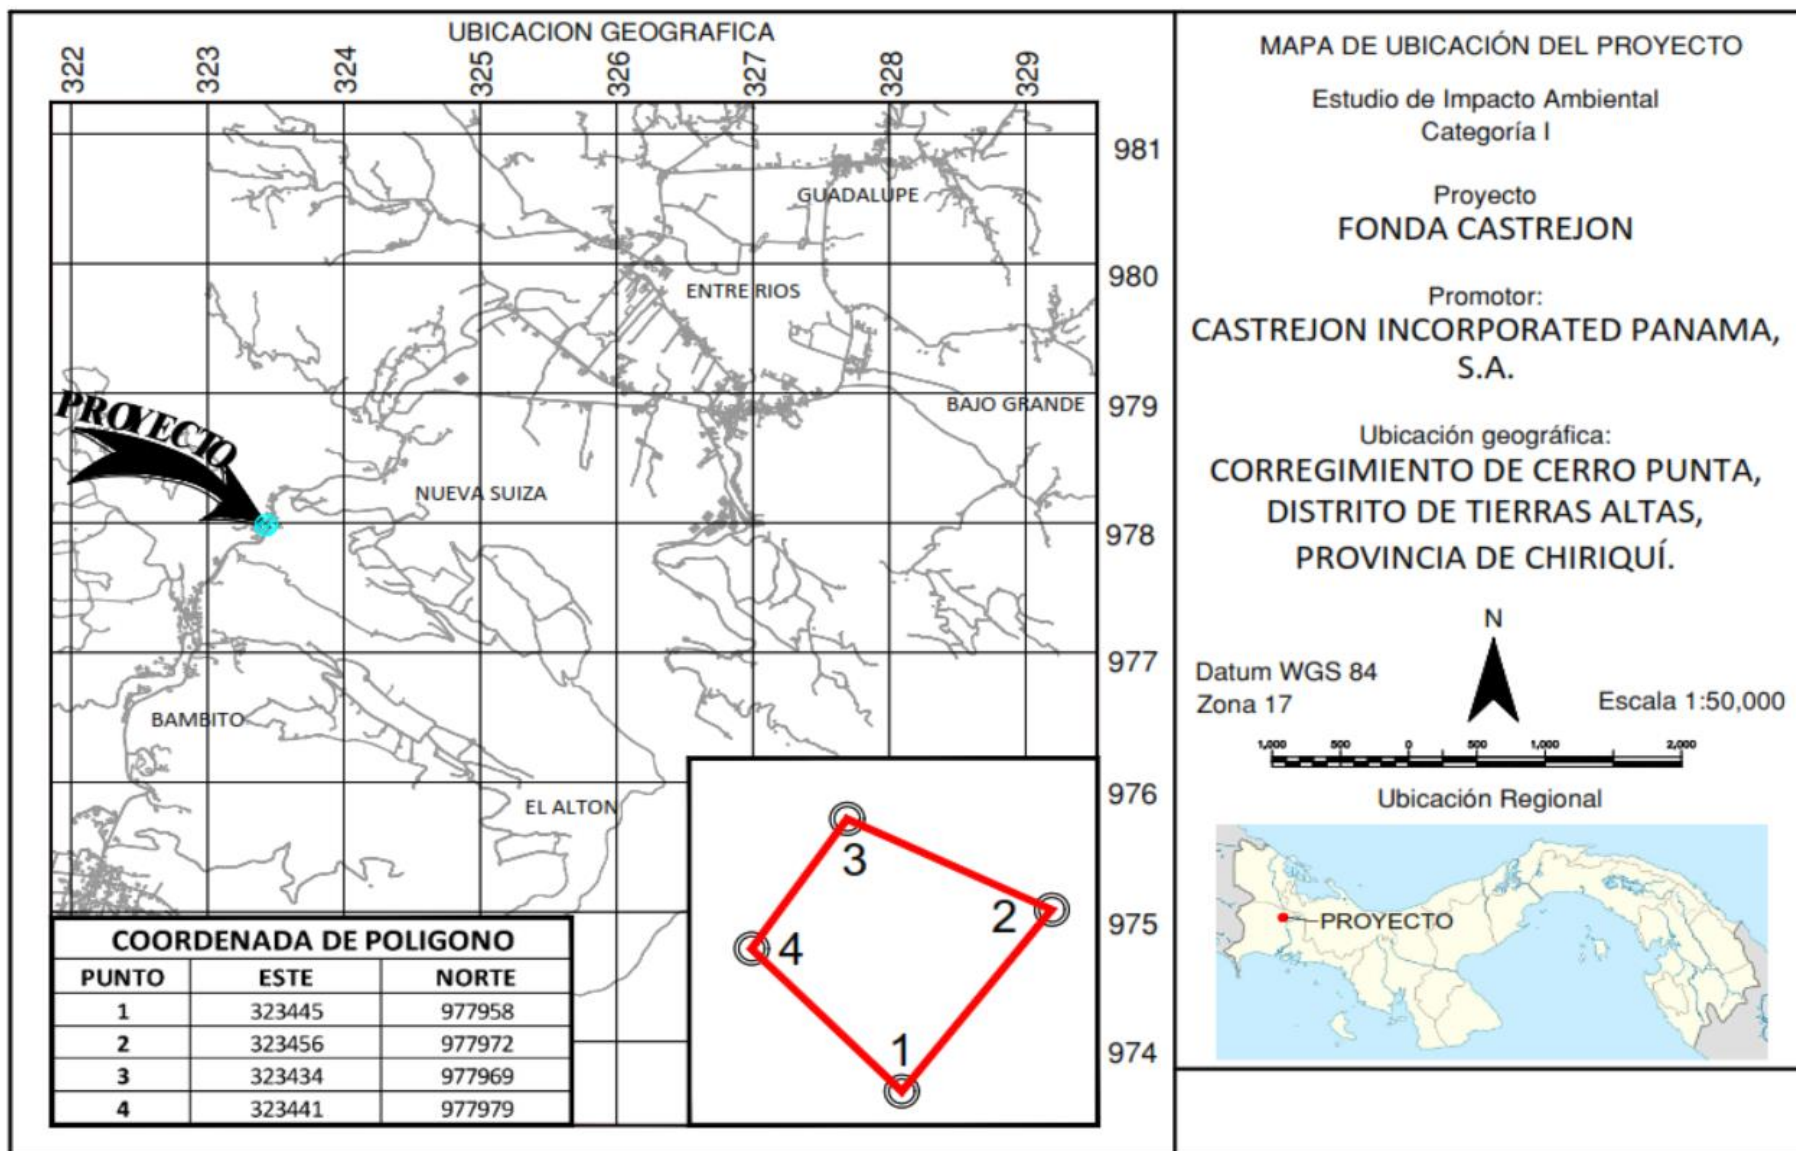 UBICACION GEOGRAFICA
322 323 324 325 326 327 328 329
981
GUADALUPE
980
ENTRE RIOS
979
BAJO GRANDE
PROYECTO
NUEVA SUIZA
978
977
BAMBITO
976
EL ALTON
975
974
COORDENADA DE POLIGONO
PUNTO ESTE NORTE
1 323445 977958
2 323456 977972
3 323434 977969
4 323441 977979
3
2
4
1
MAPA DE UBICACIÓN DEL PROYECTO
Estudio de Impacto Ambiental
Categoría I
Proyecto
FONDA CASTREJON
Promotor:
CASTREJON INCORPORATED PANAMA,
S.A.
Ubicación geográfica:
CORREGIMIENTO DE CERRO PUNTA,
DISTRITO DE TIERRAS ALTAS,
PROVINCIA DE CHIRIQUÍ.
N
Datum WGS 84
Zona 17
Escala 1:50,000
1,000 500 0 500 1,000 2,000
Ubicación Regional
PROYECTO